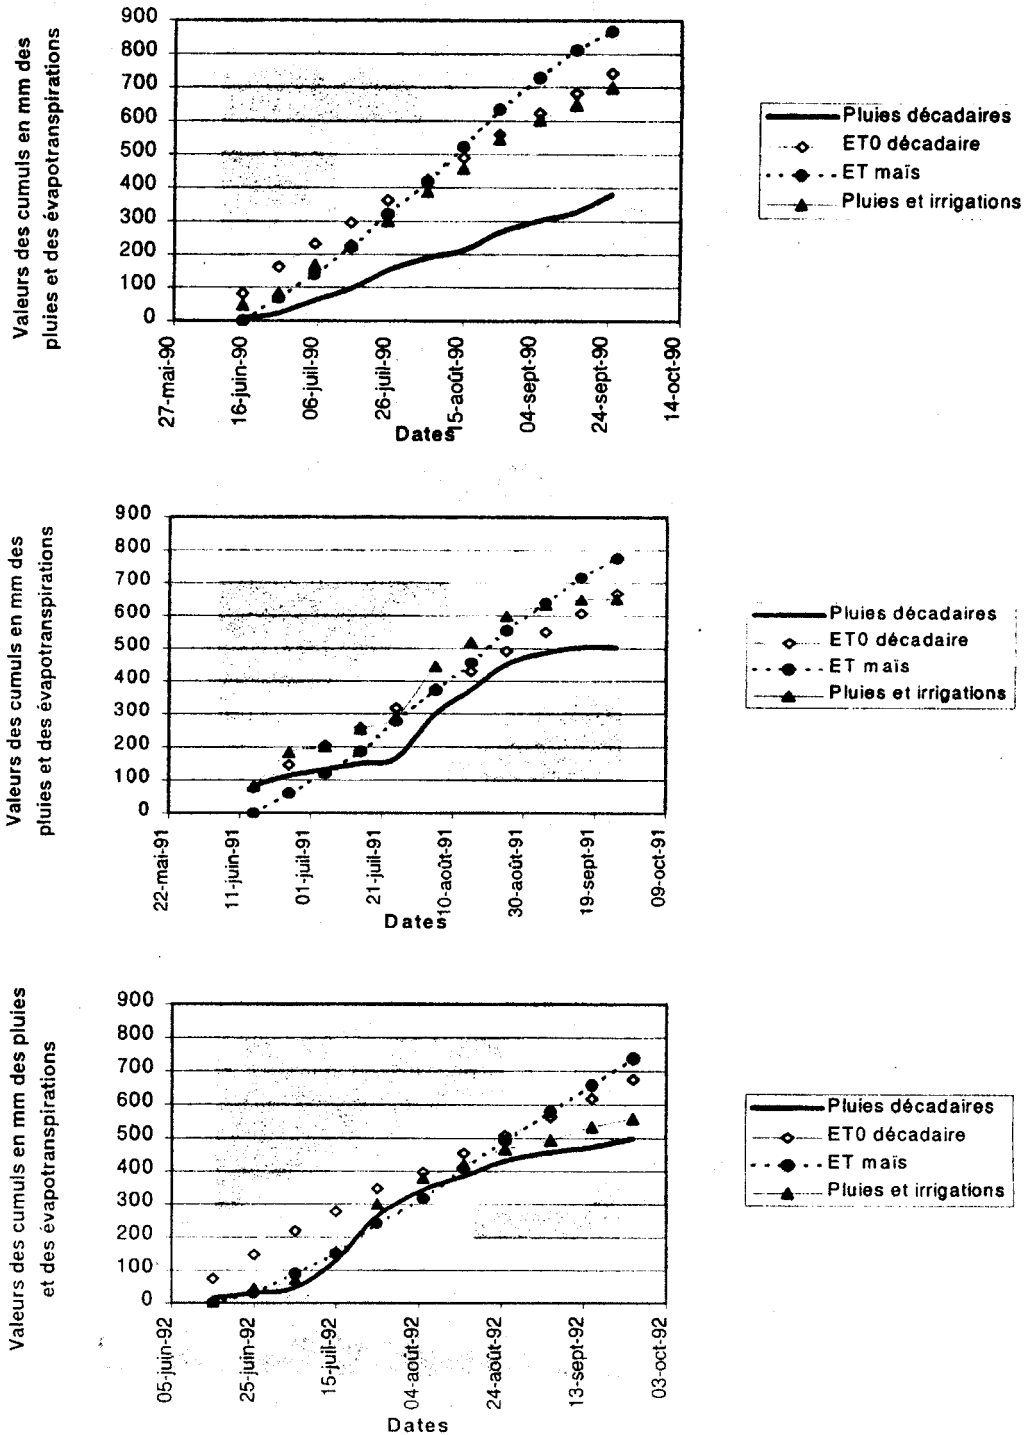 Valeurs des cumuls en mm des
pluies et des évapotranspirations
900
800
700
600
500
400
300
200
100
0
27-mai-90
16-juin-90
06-juil-90
26-juil-90
15-août-90
04-sept-90
24-sept-90
14-oct-90
Dates
Pluies décadaires
ET0 décadaire
ET maïs
Pluies et irrigations
Valeurs des cumuls en mm des
pluies et des évapotranspirations
900
800
700
600
500
400
300
200
100
0
22-mai-91
11-juin-91
01-juil-91
21-juil-91
10-août-91
30-août-91
19-sept-91
09-oct-91
Dates
Pluies décadaires
ET0 décadaire
ET maïs
Pluies et irrigations
Valeurs des cumuls en mm des pluies
et des évapotranspirations
900
800
700
600
500
400
300
200
100
0
05-juin-92
25-juin-92
15-juil-92
04-août-92
24-août-92
13-sept-92
03-oct-92
Dates
Pluies décadaires
ET0 décadaire
ET maïs
Pluies et irrigations